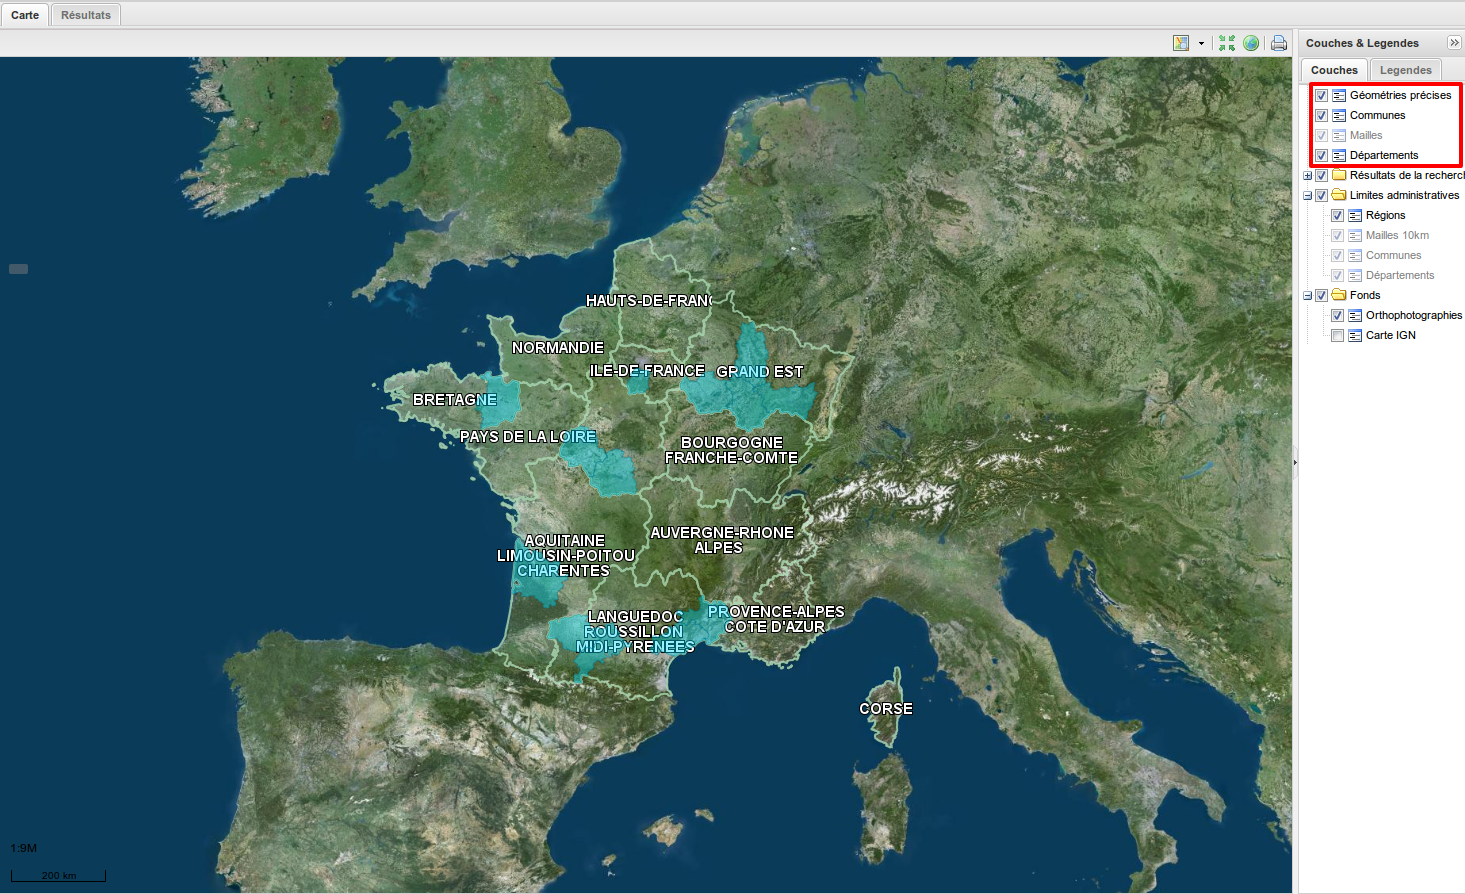 Carte
Résultats
Couches & Legendes
Couches
Legendes
Géométries précises
Communes
Mailles
Départements
Résultats de la recherch
Limites administratives
Régions
Mailles 10km
Communes
Départements
Fonds
Orthophotographies
Carte IGN
HAUTS-DE-FRANC
NORMANDIE
ILE-DE-FRANCE
GRAND EST
BRETAGNE
PAYS DE LA LOIRE
BOURGOGNE
FRANCHE-COMTE
AQUITAINE
LIMOUSIN-POITOU
CHARENTES
AUVERGNE-RHONE
ALPES
LANGUEDOC
ROUSSILLON
MIDI-PYRENEES
PROVENCE-ALPES
COTE D'AZUR
CORSE
1:9M
200 km